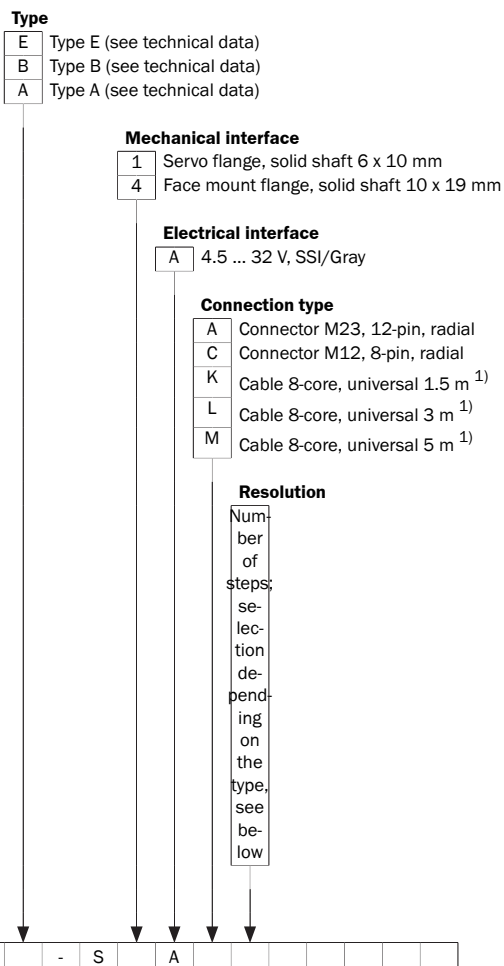 Type
E Type E (see technical data)
B Type B (see technical data)
A Type A (see technical data)
Mechanical interface
1 Servo flange, solid shaft 6 x 10 mm
4 Face mount flange, solid shaft 10 x 19 mm
Electrical interface
A 4.5 ... 32 V, SSI/Gray
Connection type
A Connector M23, 12-pin, radial
C Connector M12, 8-pin, radial
K Cable 8-core, universal 1.5 m 1)
L Cable 8-core, universal 3 m 1)
M Cable 8-core, universal 5 m 1)
Resolution
Num-
ber
of
steps;
se-
lec-
tion
de-
pend-
ing
on
the
type,
see
be-
low
- S A